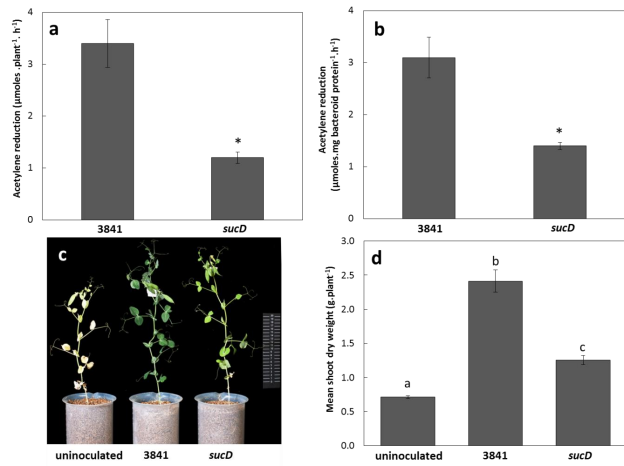 a
Acetylene reduction (µmoles .plant⁻¹. h⁻¹)
4
3
2
1
0
*
3841
sucD
b
Acetylene reduction
(µmoles.mg bacteroid protein⁻¹.h⁻¹)
4
3
2
1
0
*
3841
sucD
c
uninoculated
3841
sucD
d
Mean shoot dry weight (g.plant⁻¹)
3.0
2.5
2.0
1.5
1.0
0.5
0.0
a
b
c
uninoculated
3841
sucD